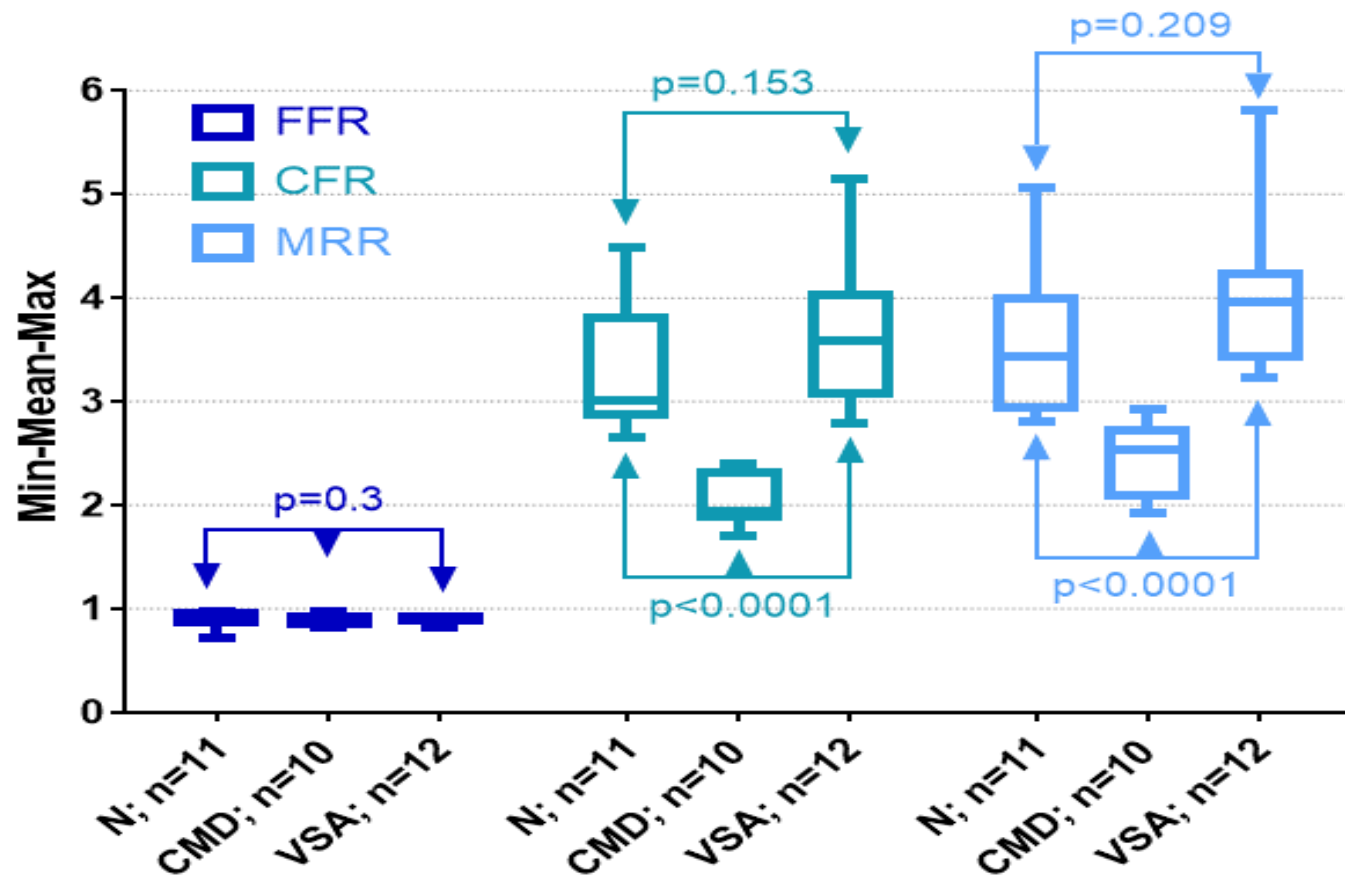 p=0.209
p=0.153
6
5
4
3
2
1
0
FFR
CFR
MRR
Min-Mean-Max
p=0.3
p<0.0001
p<0.0001
N; n=11
CMD; n=10
VSA; n=12
N; n=11
CMD; n=10
VSA; n=12
N; n=11
CMD; n=10
VSA; n=12